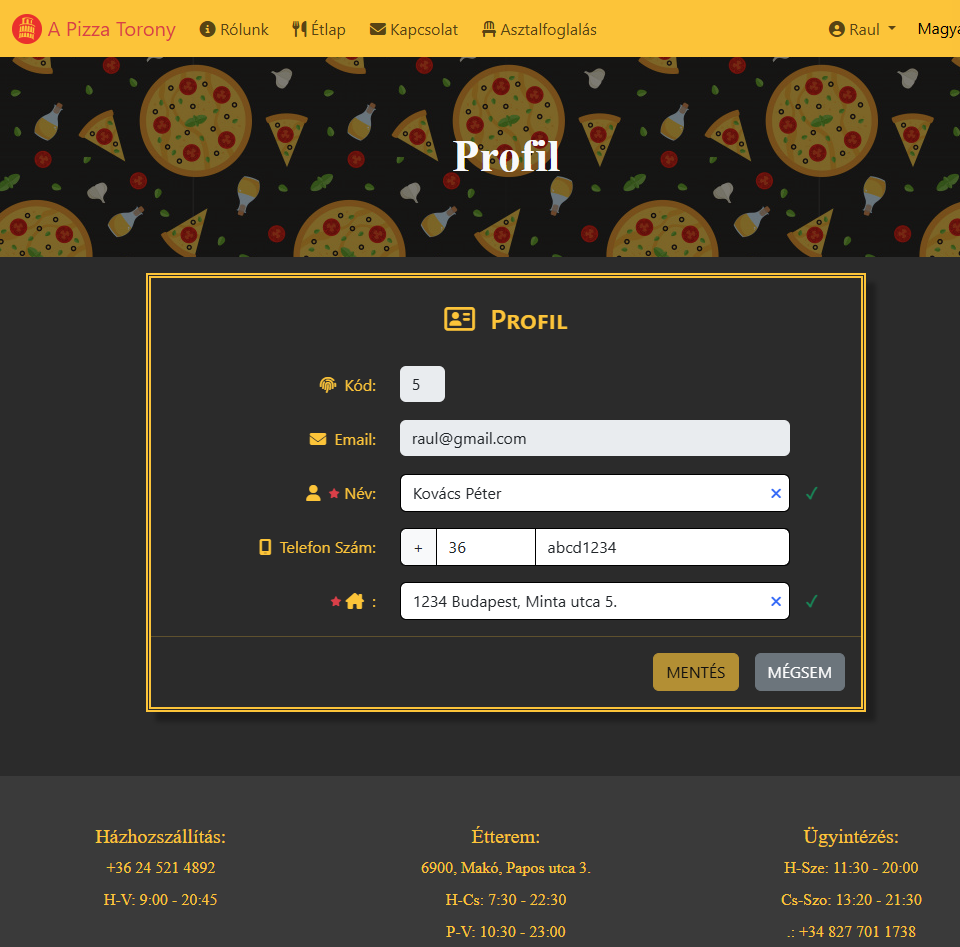 A Pizza Torony Rólunk Étlap Kapcsolat Asztalfoglalás Raul Magya
Profil
Profil
Kód: 5
Email: raul@gmail.com
* Név: Kovács Péter × ✓
Telefon Szám: + 36 abcd1234
* : 1234 Budapest, Minta utca 5. × ✓
MENTÉS MÉGSEM
Házhozszállítás: Étterem: Ügyintézés:
+36 24 521 4892 6900, Makó, Papos utca 3. H-Sze: 11:30 - 20:00
H-V: 9:00 - 20:45 H-Cs: 7:30 - 22:30 Cs-Szo: 13:20 - 21:30
P-V: 10:30 - 23:00 .: +34 827 701 1738